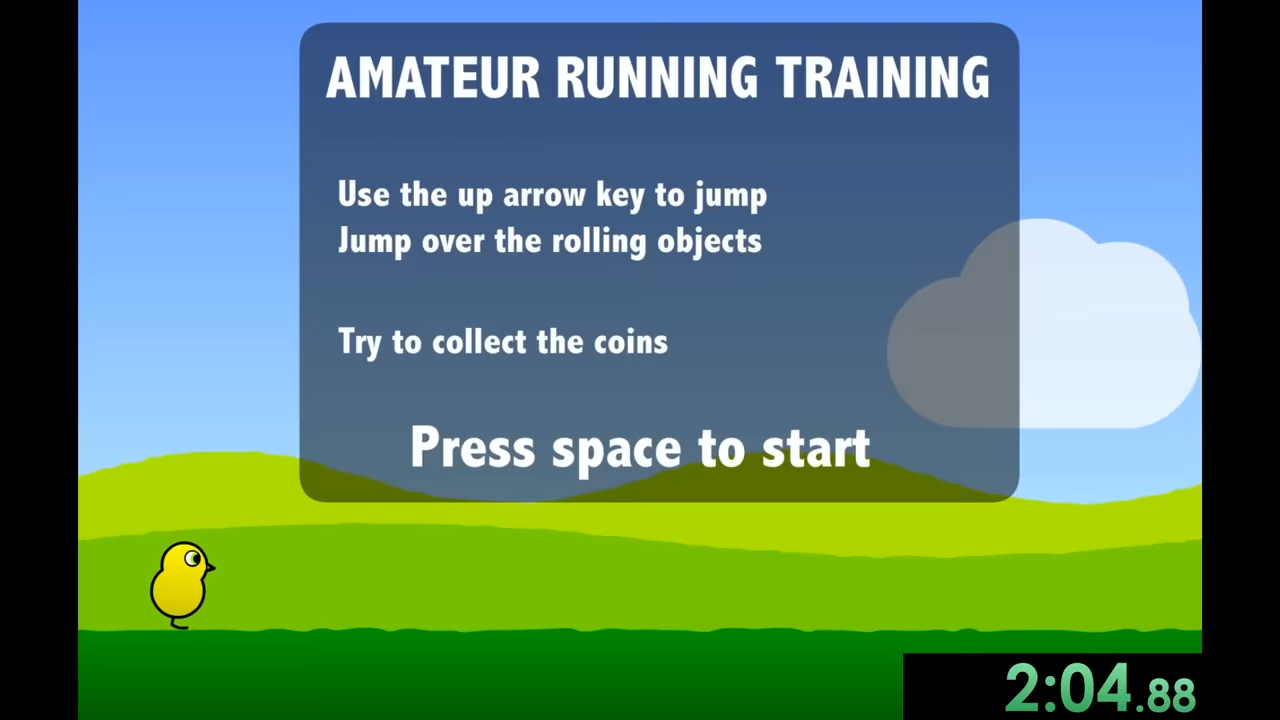 AMATEUR RUNNING TRAINING
Use the up arrow key to jump
Jump over the rolling objects
Try to collect the coins
Press space to start
2:04.88